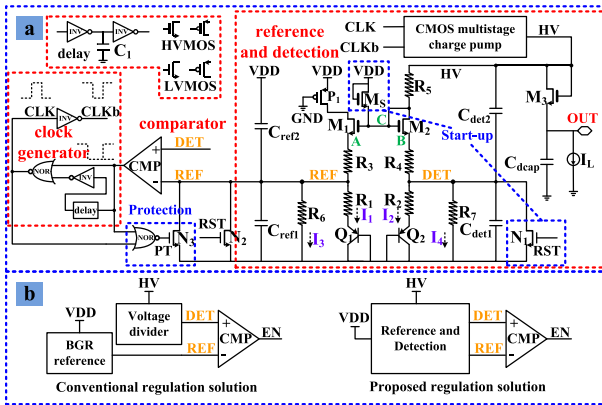 a
INV
INV
delay
C1
HVMOS
LVMOS
reference
and detection
CLK
CLKb
CMOS multistage
charge pump
HV
HV
VDD
VDD
VDD
P1
GND
MS
R5
M1
M2
M3
A
C
B
Cref2
Cdet2
OUT
Cdcap
IL
Start-up
CLK
INV
CLKb
clock
generator
comparator
NOR
INV
delay
CMP
DET
REF
REF
DET
R3
R4
R1
R2
I1
I2
R6
R7
I3
I4
Cref1
Cdet1
Q1
Q2
Protection
NOR
PT
N3
RST
N2
N1
RST
b
VDD
BGR
reference
HV
Voltage
divider
DET
REF
+
-
CMP
EN
Conventional regulation solution
HV
VDD
Reference and
Detection
DET
REF
+
-
CMP
EN
Proposed regulation solution